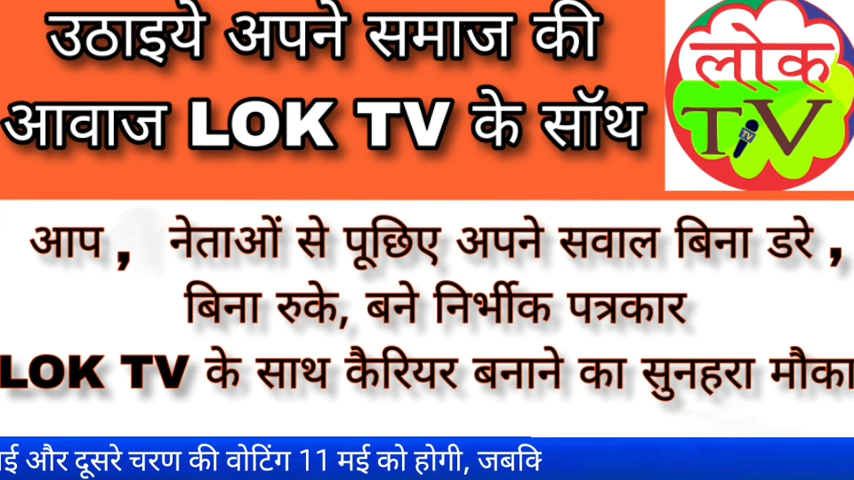 उठाइये अपने समाज की
आवाज LOK TV के सॉथ
लोक
TV
TV
आप , नेताओं से पूछिए अपने सवाल बिना डरे ,
बिना रुके, बने निर्भीक पत्रकार
LOK TV के साथ कैरियर बनाने का सुनहरा मौका
और दूसरे चरण की वोटिंग 11 मई को होगी,